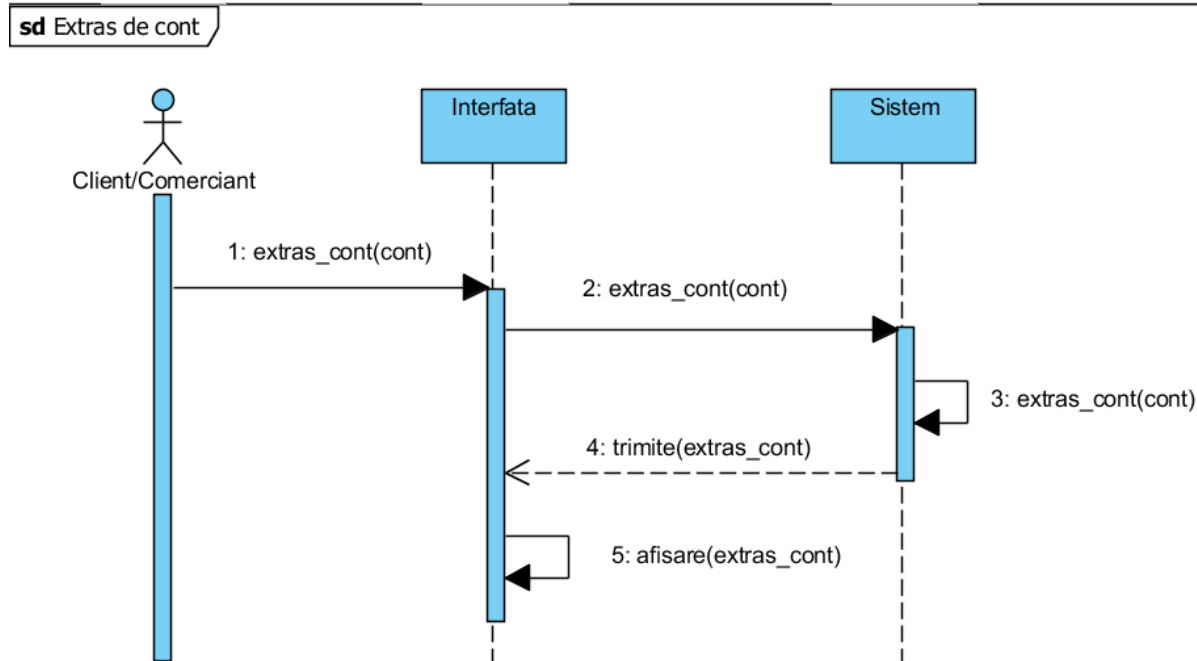 sd Extras de cont
Interfata
Sistem
Client/Comerciant
1: extras_cont(cont)
2: extras_cont(cont)
3: extras_cont(cont)
4: trimite(extras_cont)
5: afisare(extras_cont)